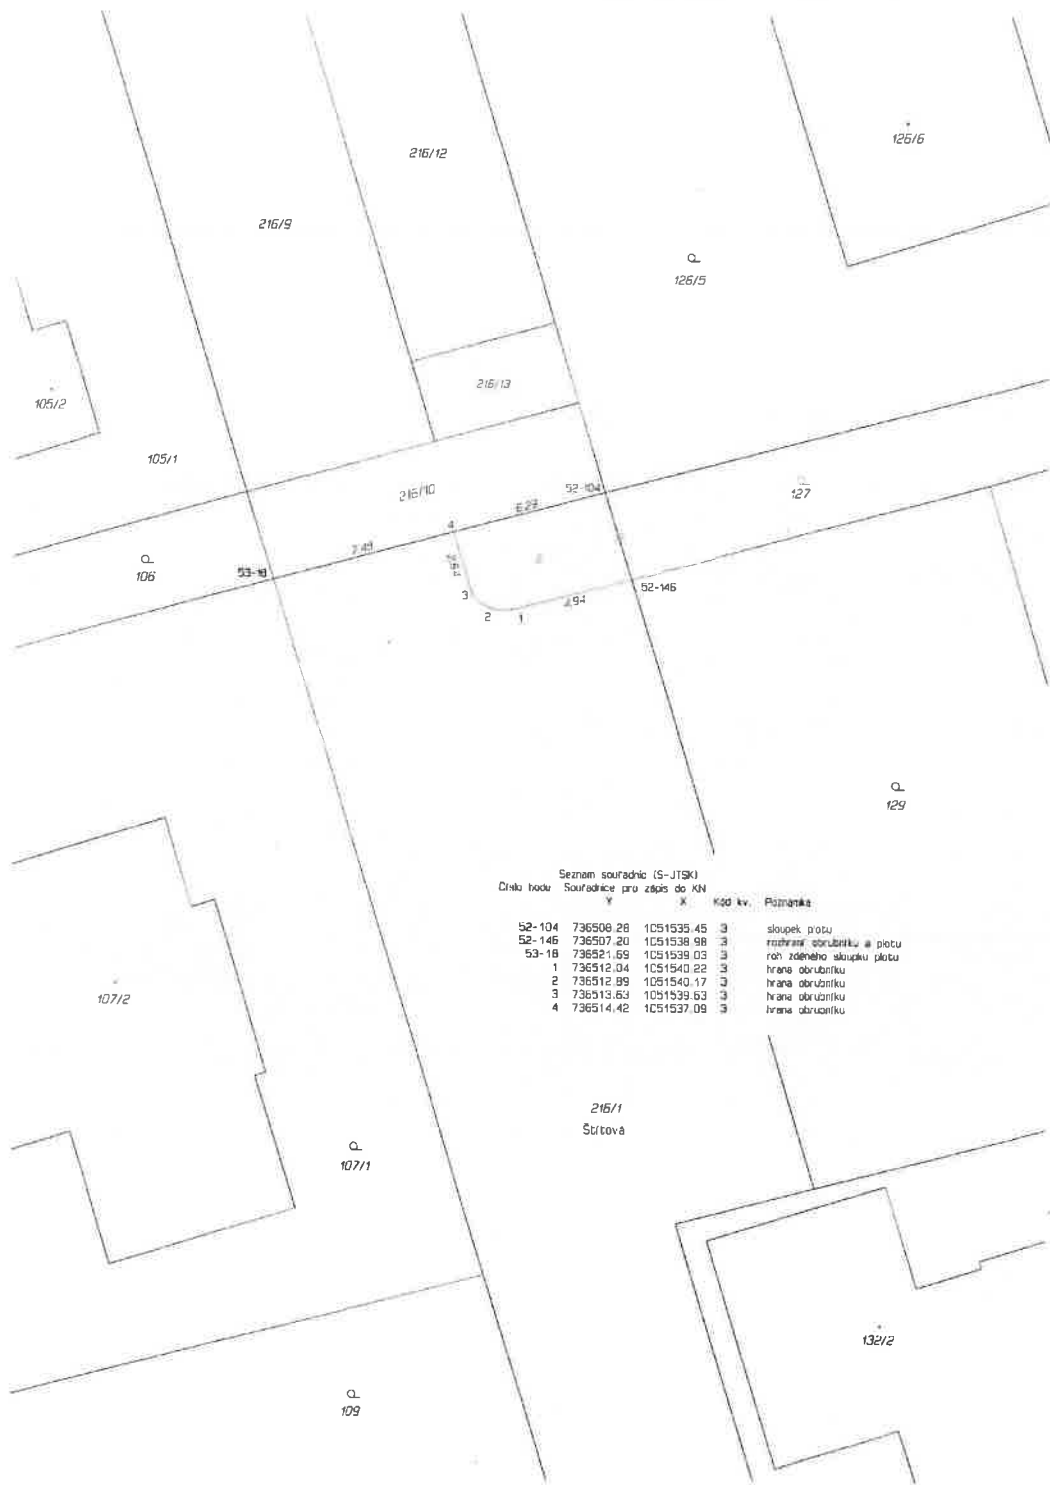 126/6
216/12
216/9
126/5
216/13
105/2
105/1
216/10
52-104
127
6.29
4
7.49
106
53-18
2.64
3
2
1
4.94
52-146
129
Seznam souřadnic (S-JTSK)
Číslo bodu Souřadnice pro zápis do KN
Y X Kód kv. Poznámka
52-104 736508.28 1051535.45 3 sloupek plotu
52-146 736507.20 1051538.98 3 rozhraní obrubníku a plotu
53-18 736521.69 1051539.03 3 roh zděného sloupku plotu
1 736512.04 1051540.22 3 hrana obrubníku
2 736512.89 1051540.17 3 hrana obrubníku
3 736513.63 1051539.63 3 hrana obrubníku
4 736514.42 1051537.09 3 hrana obrubníku
107/2
216/1
Štítová
107/1
132/2
109